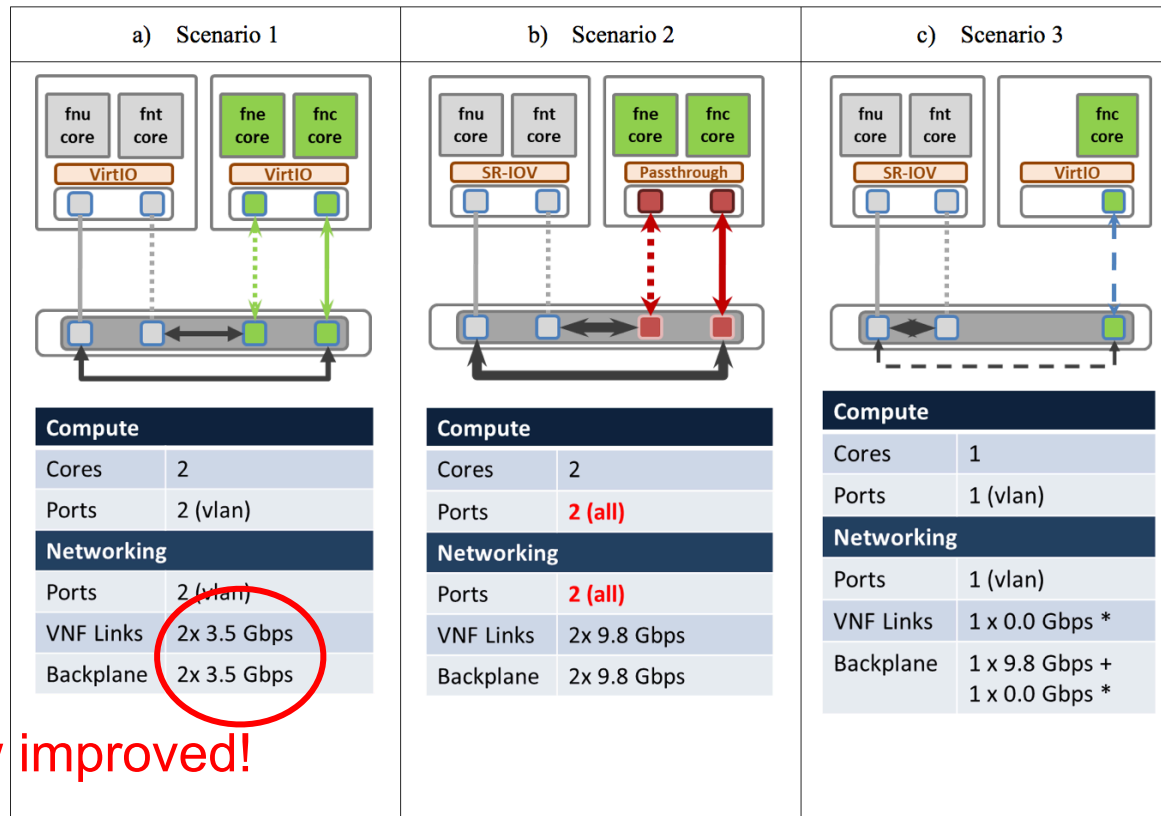 a) Scenario 1
b) Scenario 2
c) Scenario 3
fnu core
fnt core
fne core
fnc core
VirtIO
VirtIO
fnu core
fnt core
fne core
fnc core
SR-IOV
Passthrough
fnu core
fnt core
fnc core
SR-IOV
VirtIO
Compute
Cores 2
Ports 2 (vlan)
Networking
Ports 2 (vlan)
VNF Links 2x 3.5 Gbps
Backplane 2x 3.5 Gbps
Compute
Cores 2
Ports 2 (all)
Networking
Ports 2 (all)
VNF Links 2x 9.8 Gbps
Backplane 2x 9.8 Gbps
Compute
Cores 1
Ports 1 (vlan)
Networking
Ports 1 (vlan)
VNF Links 1 x 0.0 Gbps *
Backplane 1 x 9.8 Gbps +
1 x 0.0 Gbps *
improved!